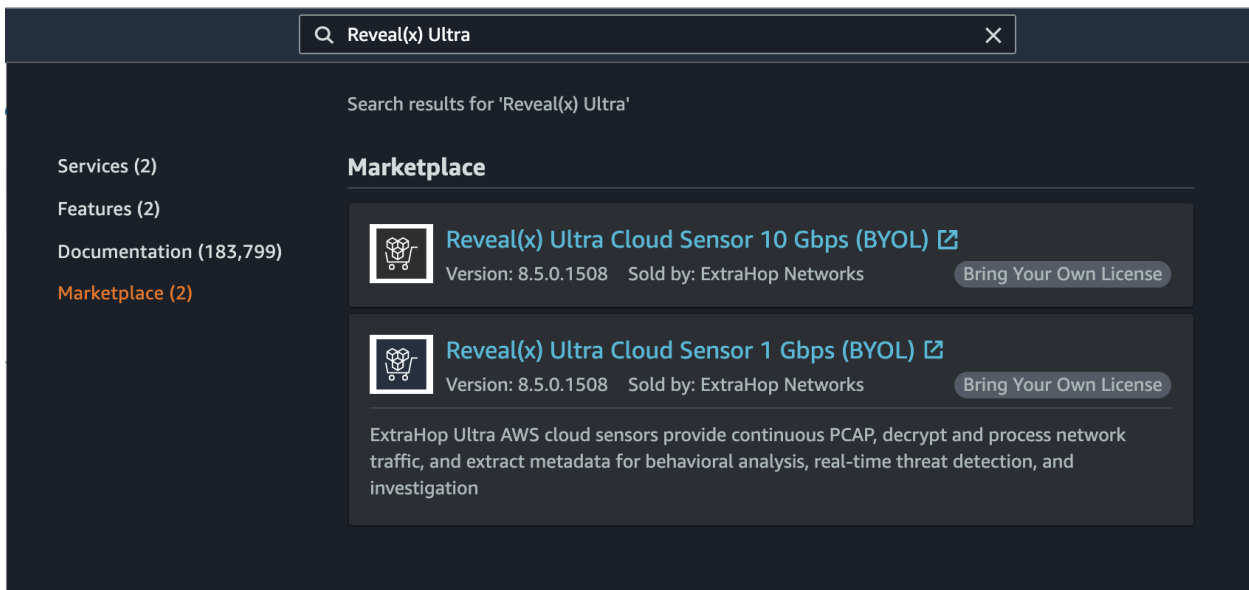 Reveal(x) Ultra
Search results for 'Reveal(x) Ultra'
Services (2)
Features (2)
Documentation (183,799)
Marketplace (2)
Marketplace
Reveal(x) Ultra Cloud Sensor 10 Gbps (BYOL)
Version: 8.5.0.1508 Sold by: ExtraHop Networks Bring Your Own License
Reveal(x) Ultra Cloud Sensor 1 Gbps (BYOL)
Version: 8.5.0.1508 Sold by: ExtraHop Networks Bring Your Own License
ExtraHop Ultra AWS cloud sensors provide continuous PCAP, decrypt and process network
traffic, and extract metadata for behavioral analysis, real-time threat detection, and
investigation